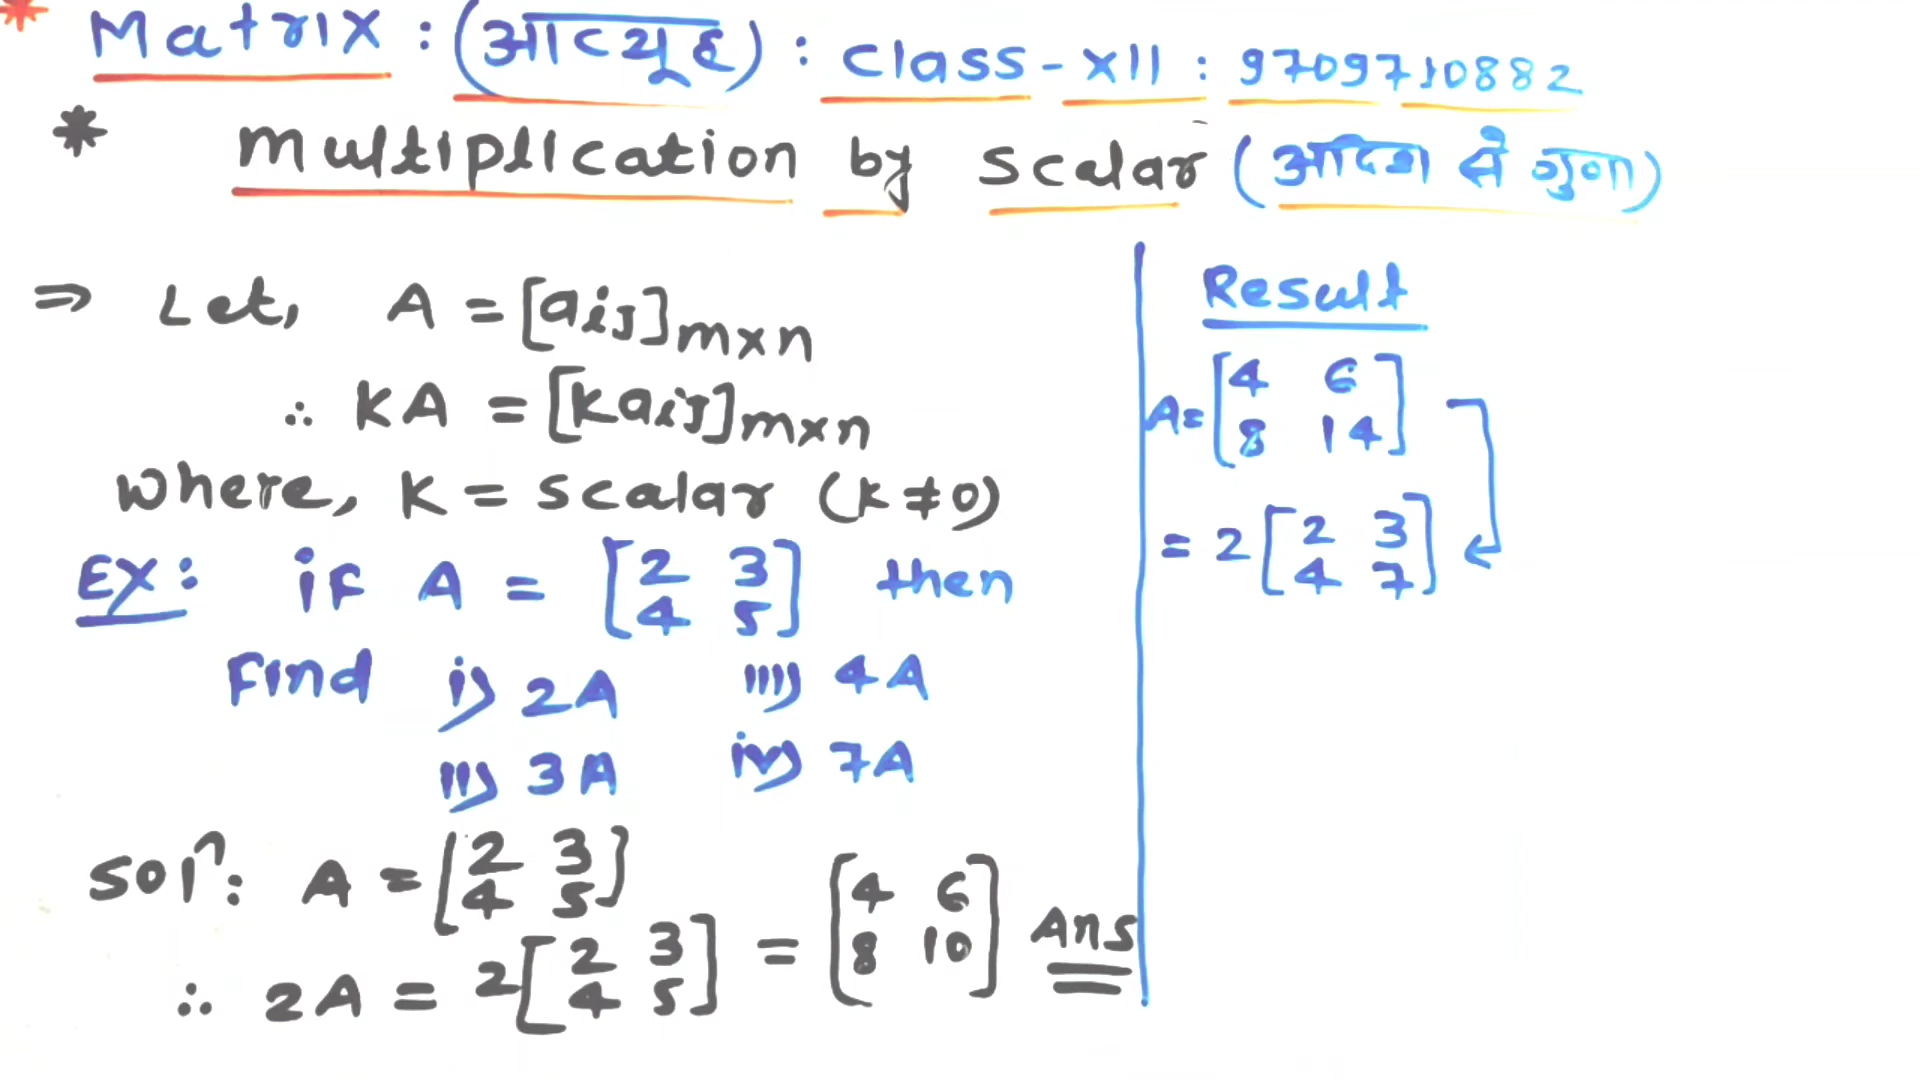 * Matrix : (आव्यूह) : Class - XII : 9709710882
* Multiplication by Scalar (अदिश से गुणा)
⇒ Let, A = [aij]m×n
∴ KA = [Kaij]m×n
Where, K = Scalar (K ≠ 0)
Ex: if A = [2 3
4 5] then
Find i) 2A iii) 4A
ii) 3A iv) 7A
Solⁿ: A = [2 3
4 5]
∴ 2A = 2[2 3
4 5] = [4 6
8 10] Ans
Result
A = [4 6
8 14]
= 2[2 3
4 7]